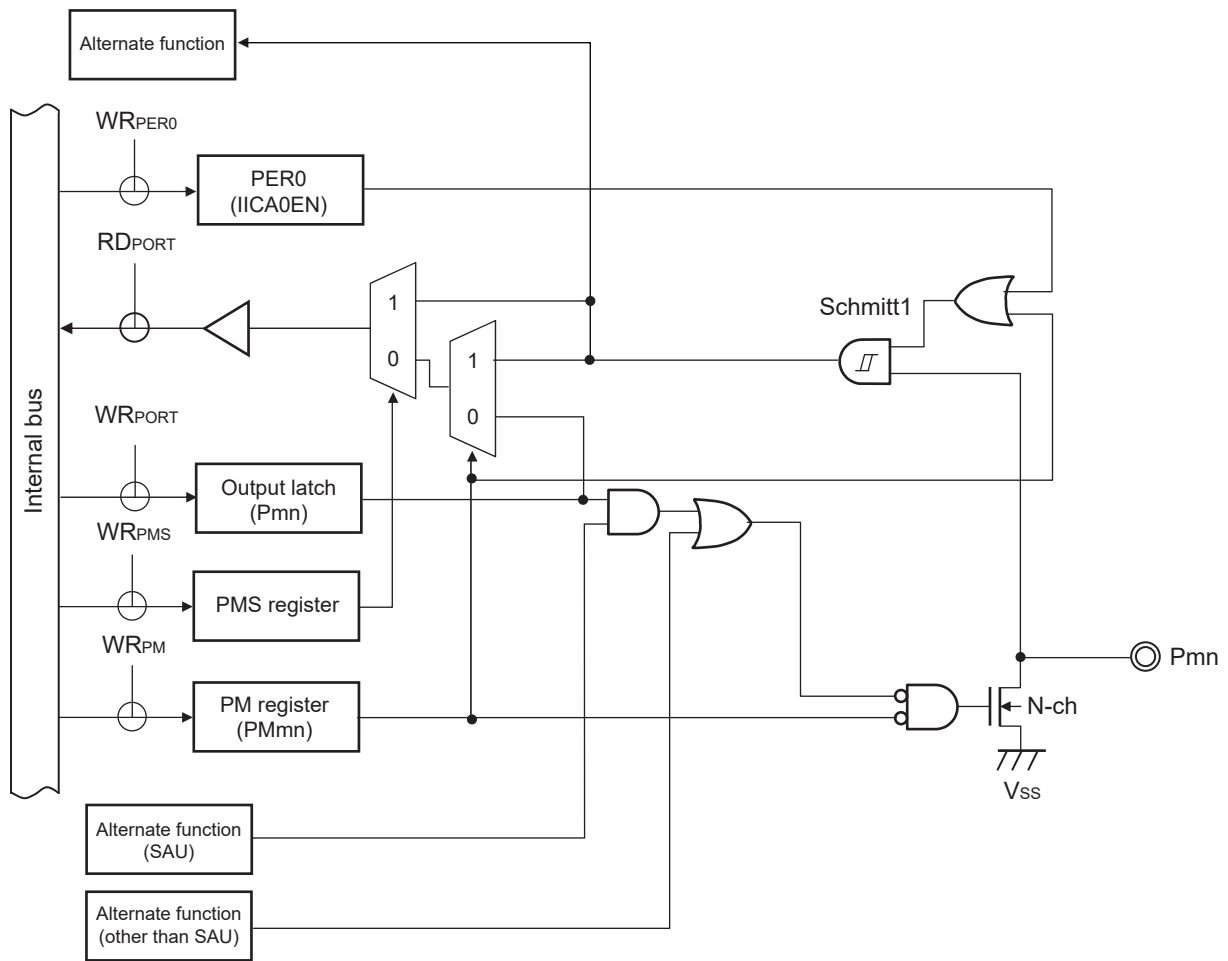 Alternate function
WRPER0
PER0
(IICA0EN)
RDPORT
Schmitt1
1
0
1
0
Internal bus
WRPORT
Output latch
(Pmn)
WRPMS
PMS register
WRPM
PM register
(PMmn)
Pmn
N-ch
VSS
Alternate function
(SAU)
Alternate function
(other than SAU)